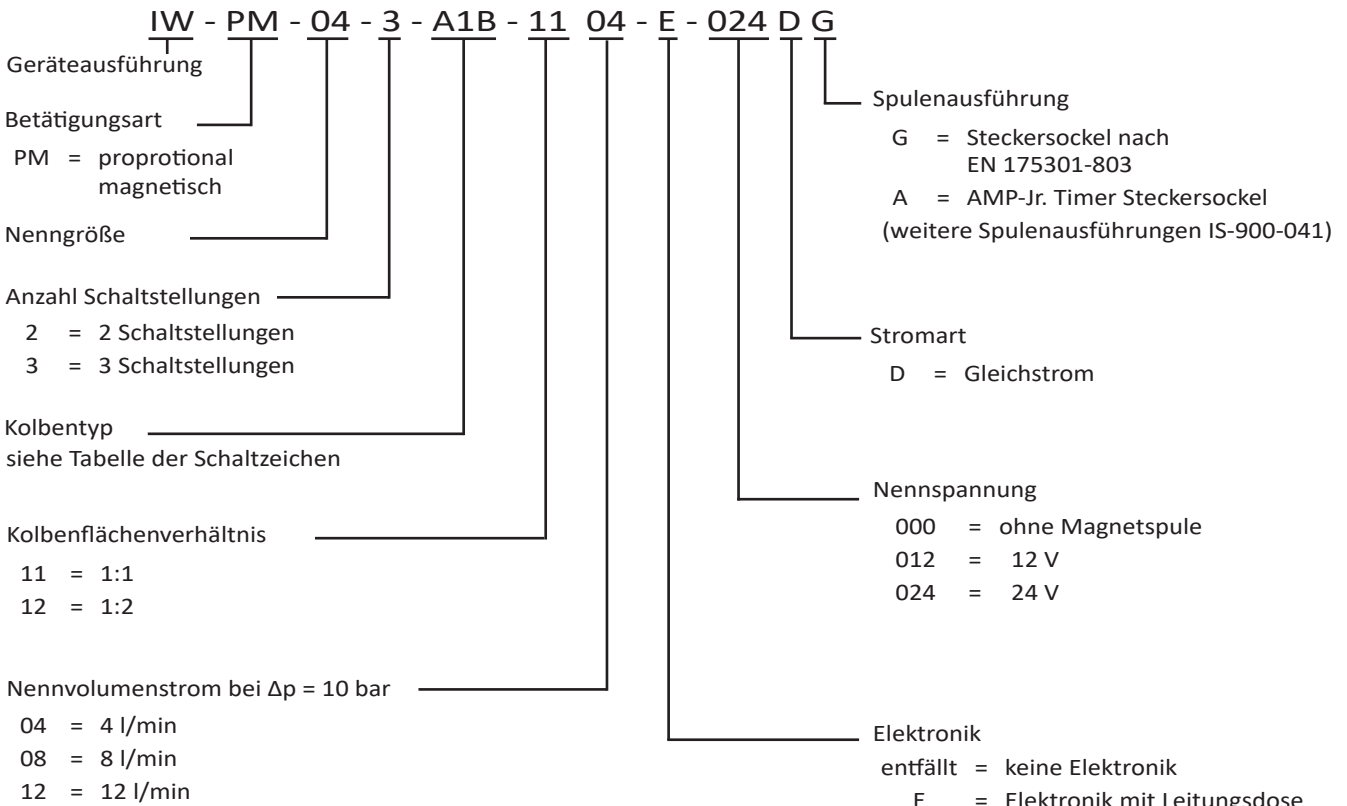 IW - PM - 04 - 3 - A1B - 11 04 - E - 024 D G
Geräteausführung
Betätigungsart
PM = proprotional
magnetisch
Nenngröße
Anzahl Schaltstellungen
2 = 2 Schaltstellungen
3 = 3 Schaltstellungen
Kolbentyp
siehe Tabelle der Schaltzeichen
Kolbenflächenverhältnis
11 = 1:1
12 = 1:2
Nennvolumenstrom bei Δp = 10 bar
04 = 4 l/min
08 = 8 l/min
12 = 12 l/min
Spulenausführung
G = Steckersockel nach
EN 175301-803
A = AMP-Jr. Timer Steckersockel
(weitere Spulenausführungen IS-900-041)
Stromart
D = Gleichstrom
Nennspannung
000 = ohne Magnetspule
012 = 12 V
024 = 24 V
Elektronik
entfällt = keine Elektronik
E = Elektronik mit Leitungsdose